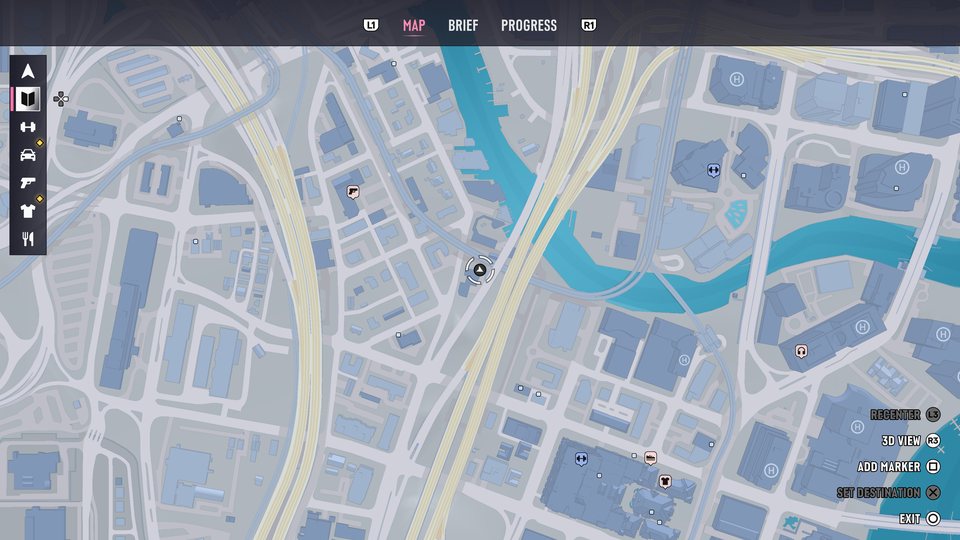 L1 MAP BRIEF PROGRESS R1
H
H
H
H
H
H
H
H
RECENTER L3
3D VIEW R3
ADD MARKER
SET DESTINATION
EXIT